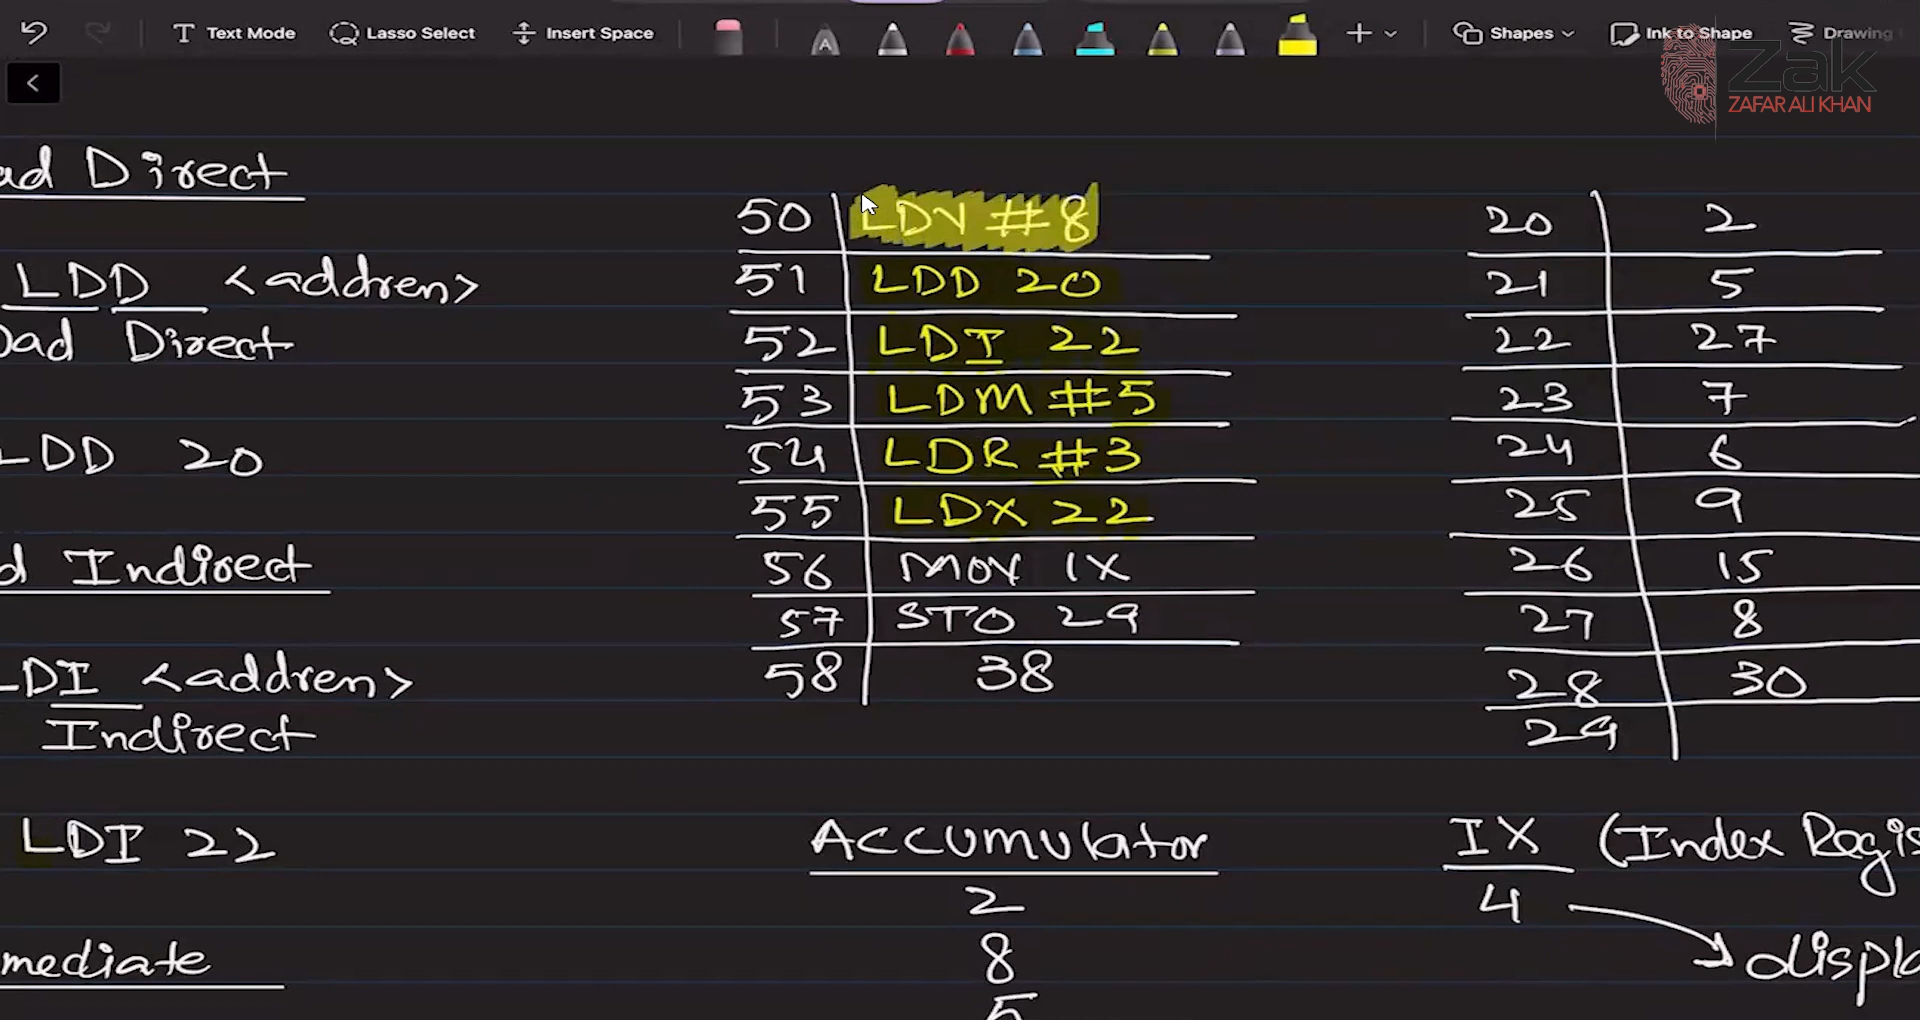 Text Mode Lasso Select Insert Space Shapes Ink to Shape Drawing
Zak
ZAFAR ALI KHAN
ad Direct
LDD <address>
oad Direct
LDD 20
d Indirect
LDI <address>
Indirect
LDI 22
mediate
50 LDV #8
51 LDD 20
52 LDI 22
53 LDM #5
54 LDR #3
55 LDX 22
56 MOV IX
57 STO 29
58 38
20 2
21 5
22 27
23 7
24 6
25 9
26 15
27 8
28 30
29
Accumulator
2
8
5
IX (Index Regis
4
displa